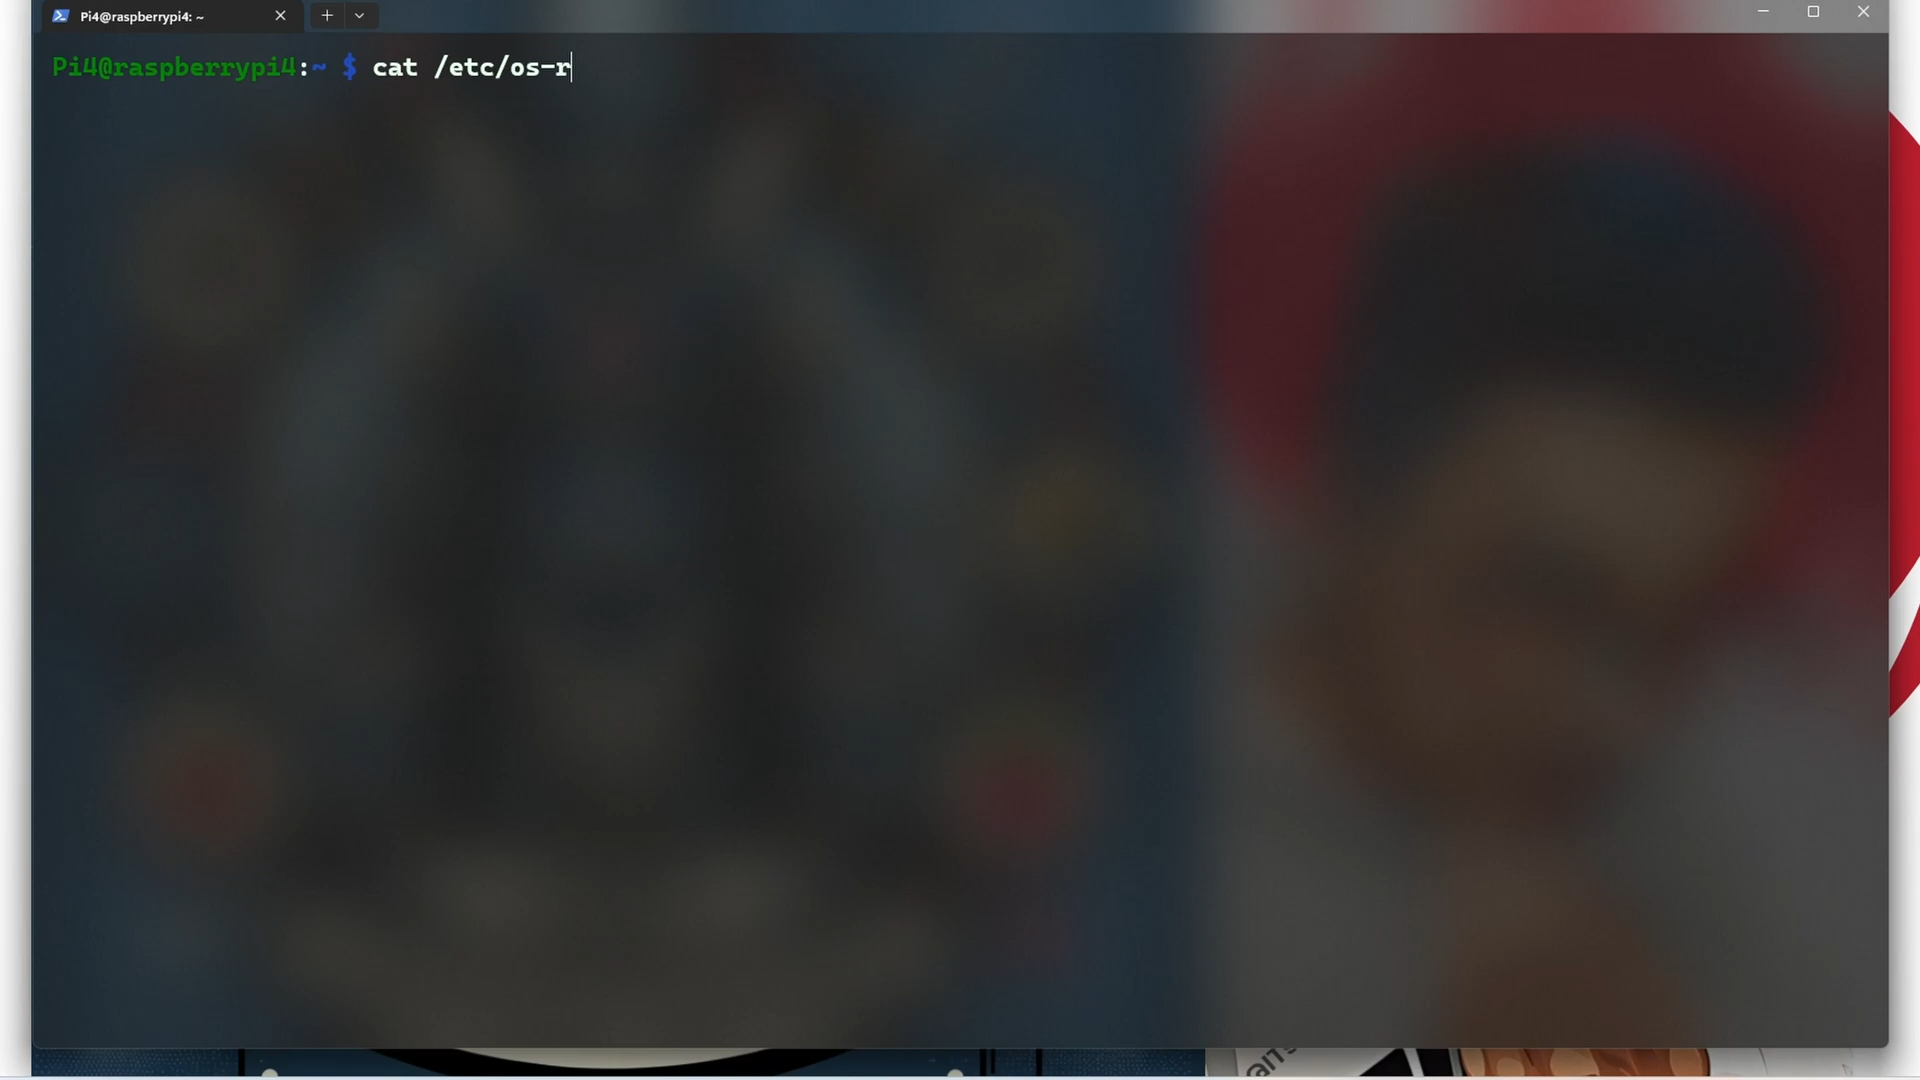 Pi4@raspberrypi4: ~
Pi4@raspberrypi4:~ $ cat /etc/os-r